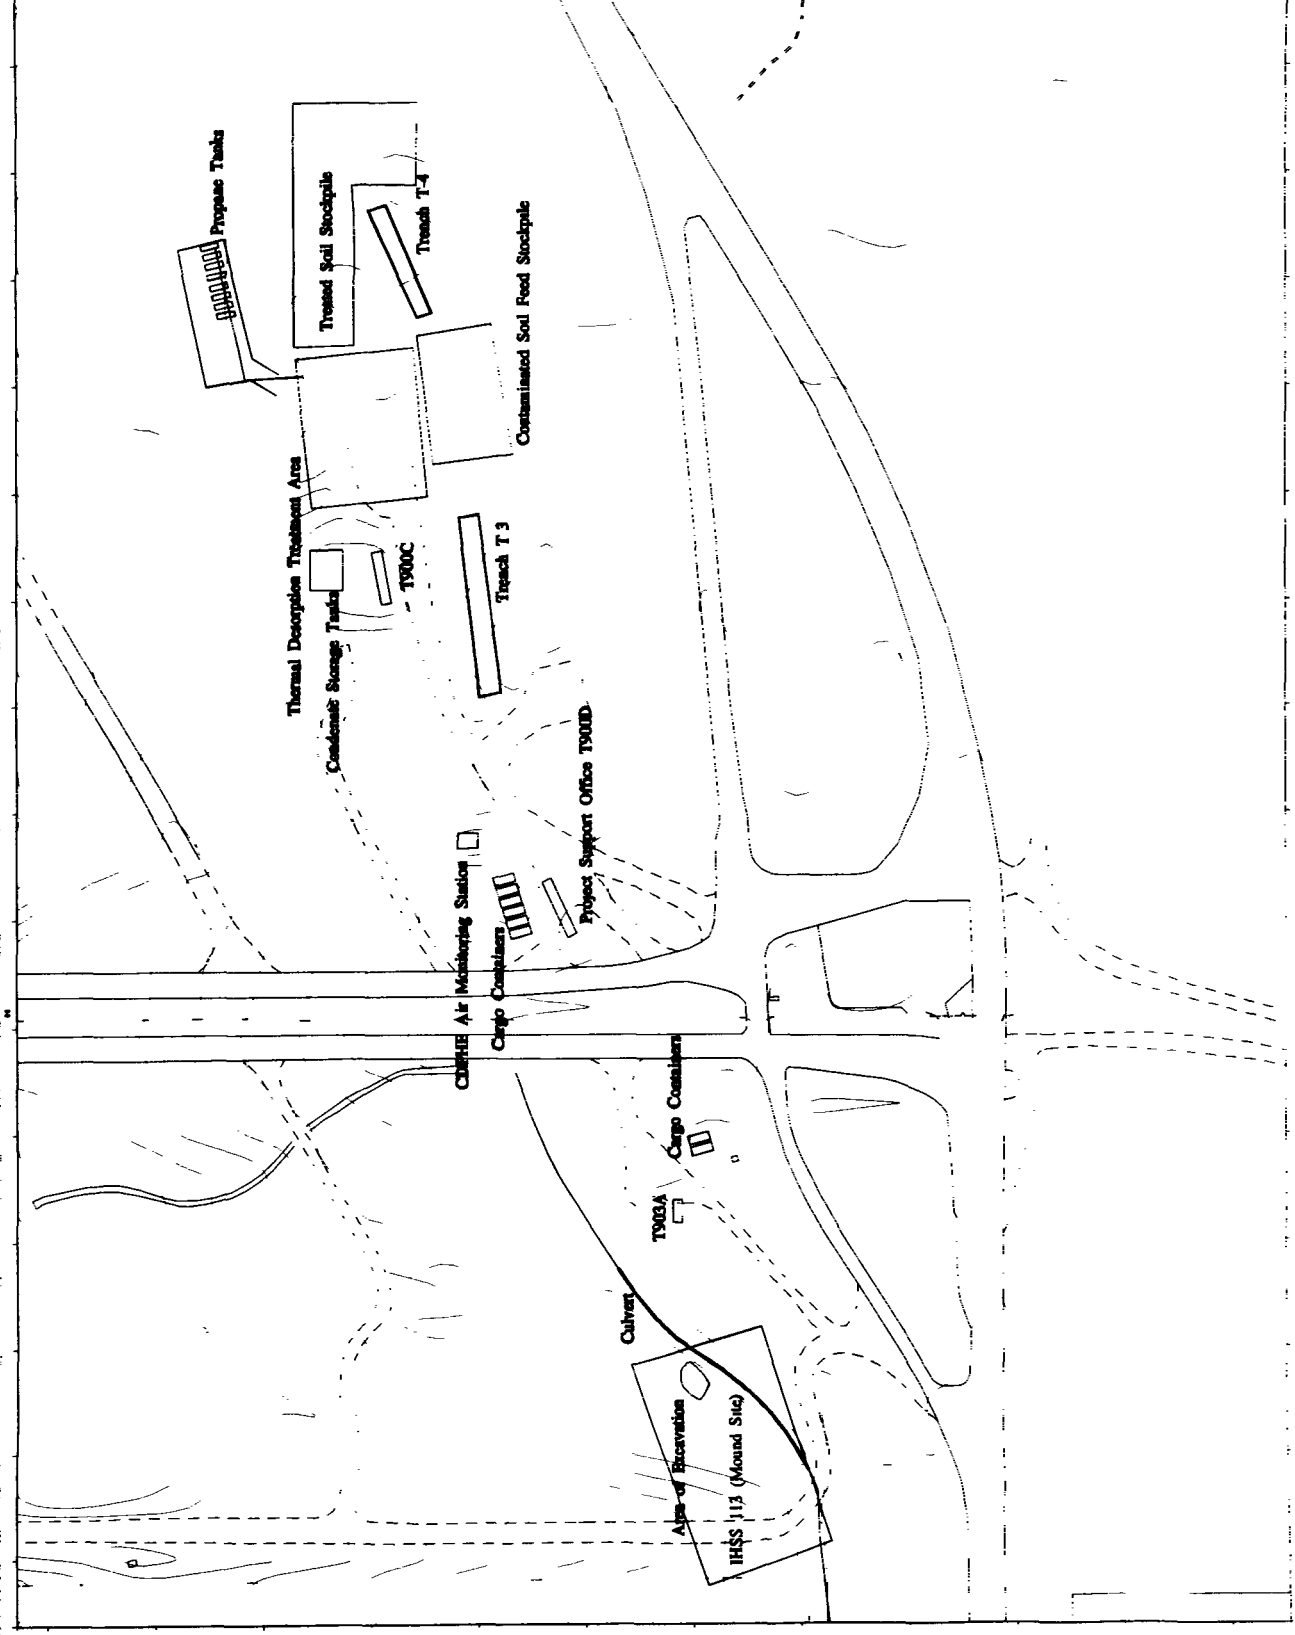 Propane Tanks
Treated Soil Stockpile
Trench T-4
Contaminated Soil Feed Stockpile
Thermal Desorption Treatment Area
Condensate Storage Tanks
T900C
Trench T 3
CDPHE Air Monitoring Station
Cargo Containers
Project Support Office T900D
Cargo Containers
T903A
Culvert
Area of Excavation
IHSS 113 (Mound Site)